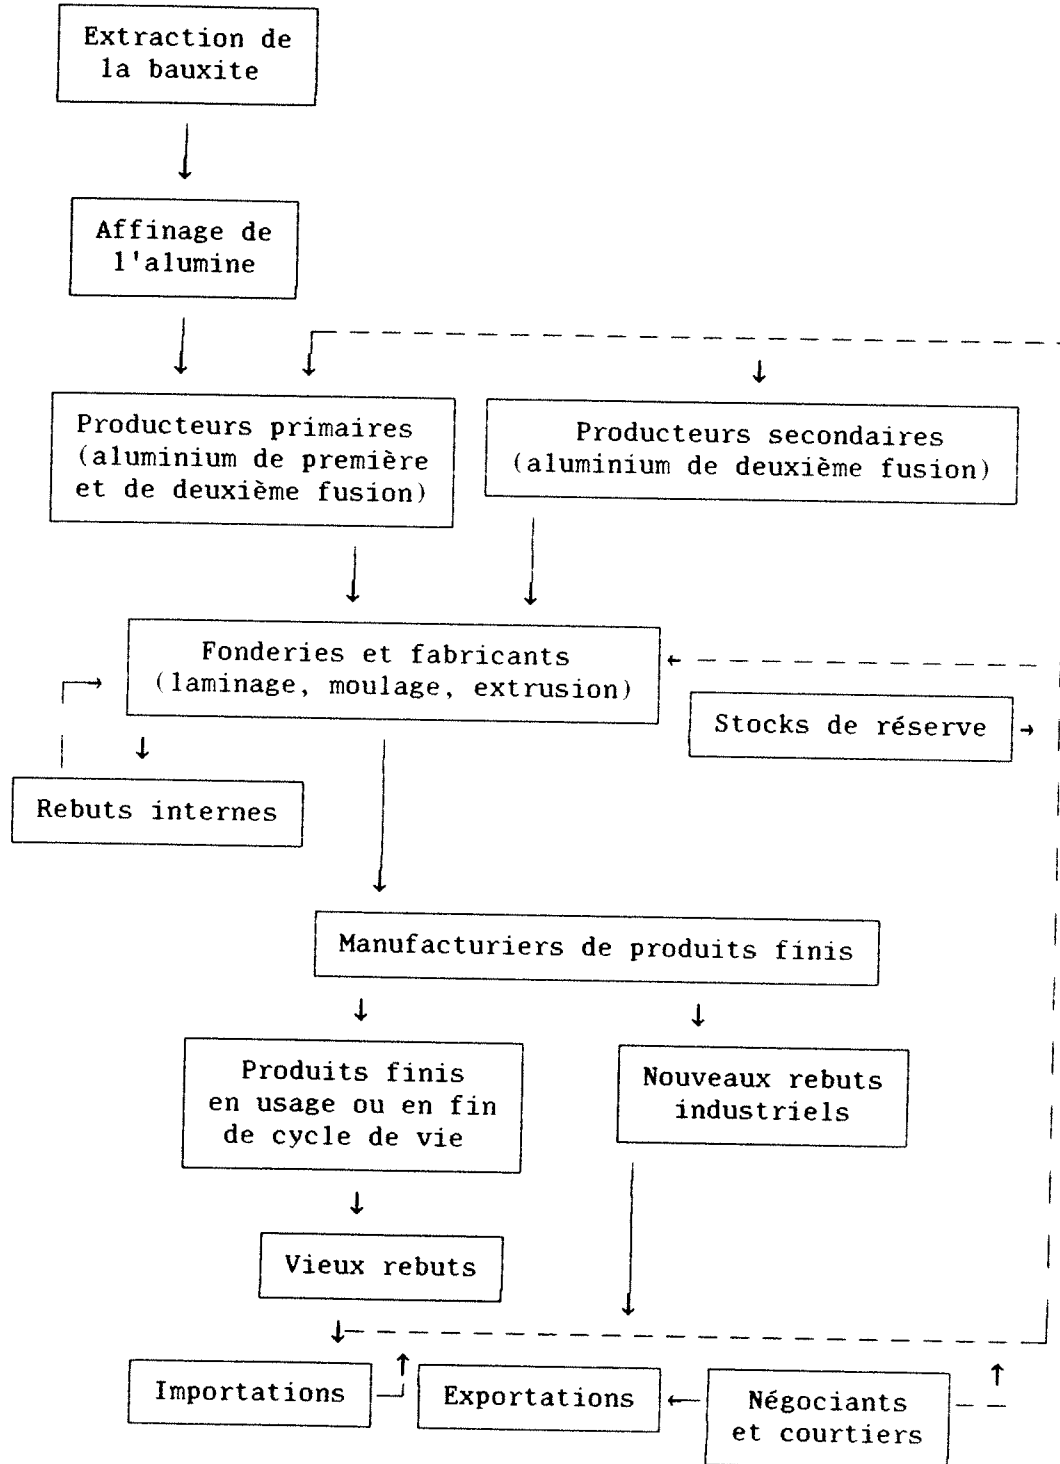 Extraction de
la bauxite
Affinage de
l'alumine
Producteurs primaires
(aluminium de première
et de deuxième fusion)
Producteurs secondaires
(aluminium de deuxième fusion)
Fonderies et fabricants
(laminage, moulage, extrusion)
Stocks de réserve
Rebuts internes
Manufacturiers de produits finis
Produits finis
en usage ou en fin
de cycle de vie
Nouveaux rebuts
industriels
Vieux rebuts
Importations
Exportations
Négociants
et courtiers